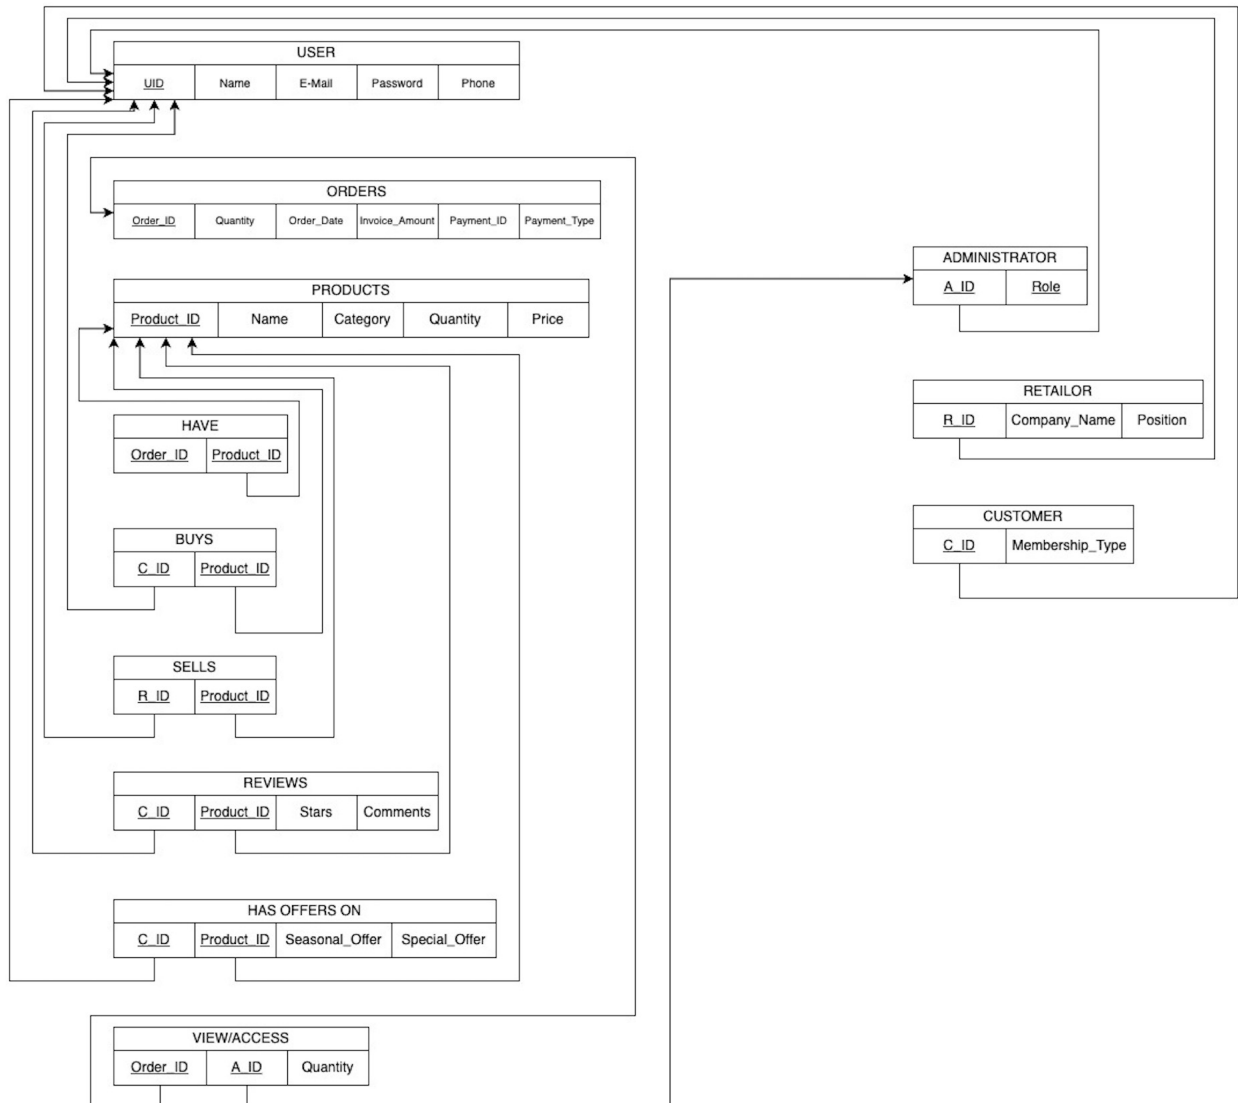 USER
UID Name E-Mail Password Phone
ORDERS
Order_ID Quantity Order_Date Invoice_Amount Payment_ID Payment_Type
PRODUCTS
Product_ID Name Category Quantity Price
HAVE
Order_ID Product_ID
BUYS
C_ID Product_ID
SELLS
R_ID Product_ID
REVIEWS
C_ID Product_ID Stars Comments
HAS OFFERS ON
C_ID Product_ID Seasonal_Offer Special_Offer
VIEW/ACCESS
Order_ID A_ID Quantity
ADMINISTRATOR
A_ID Role
RETAILOR
R_ID Company_Name Position
CUSTOMER
C_ID Membership_Type